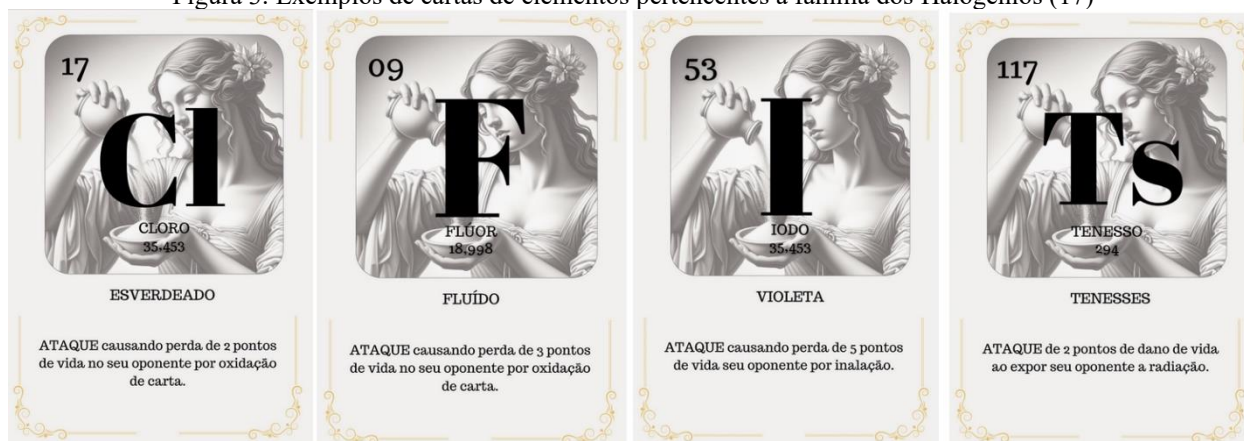 Figura 3: Exemplos de cartas de elementos pertencentes à família dos Halogênios (17)
17
Cl
CLORO
35,453
ESVERDEADO
ATAQUE causando perda de 2 pontos
de vida no seu oponente por oxidação
de carta.
09
F
FLÚOR
18,998
FLUÍDO
ATAQUE causando perda de 3 pontos
de vida no seu oponente por oxidação
de carta.
53
I
IODO
35,453
VIOLETA
ATAQUE causando perda de 5 pontos
de vida seu oponente por inalação.
117
Ts
TENESSO
294
TENESSES
ATAQUE de 2 pontos de dano de vida
ao expor seu oponente a radiação.